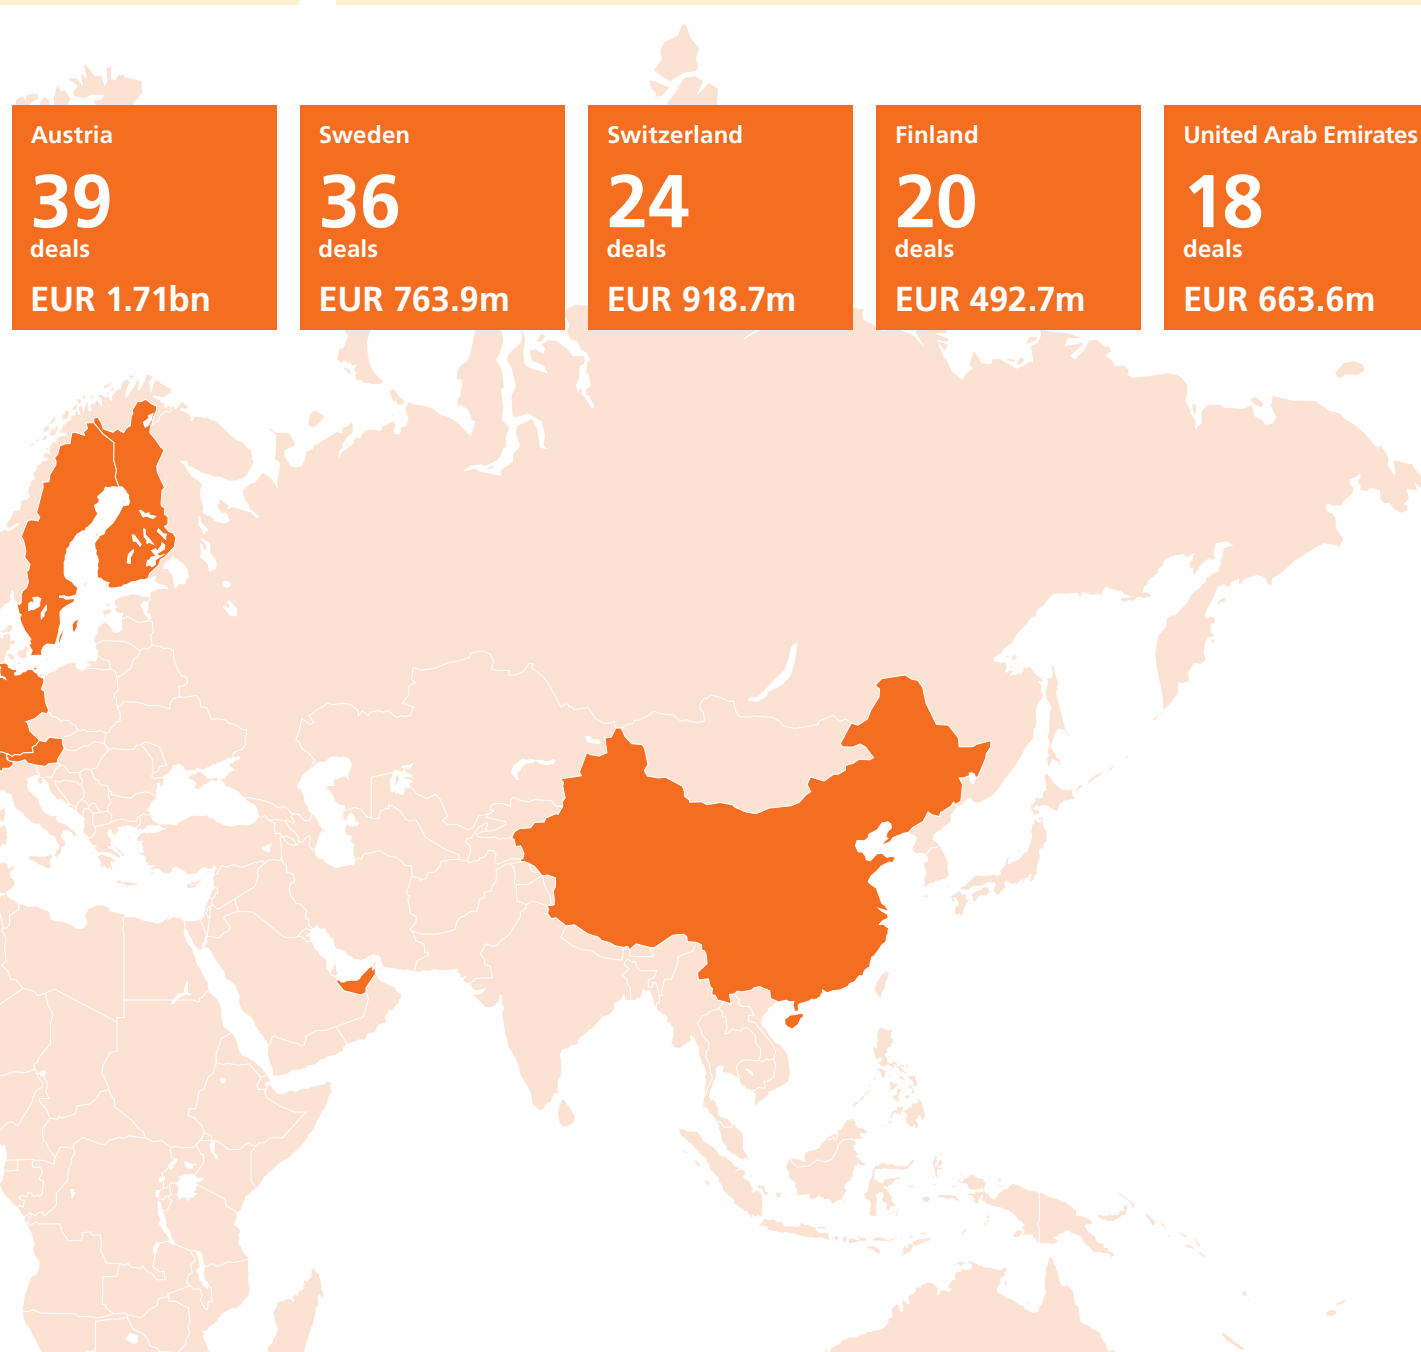 Austria
39
deals
EUR 1.71bn
Sweden
36
deals
EUR 763.9m
Switzerland
24
deals
EUR 918.7m
Finland
20
deals
EUR 492.7m
United Arab Emirates
18
deals
EUR 663.6m